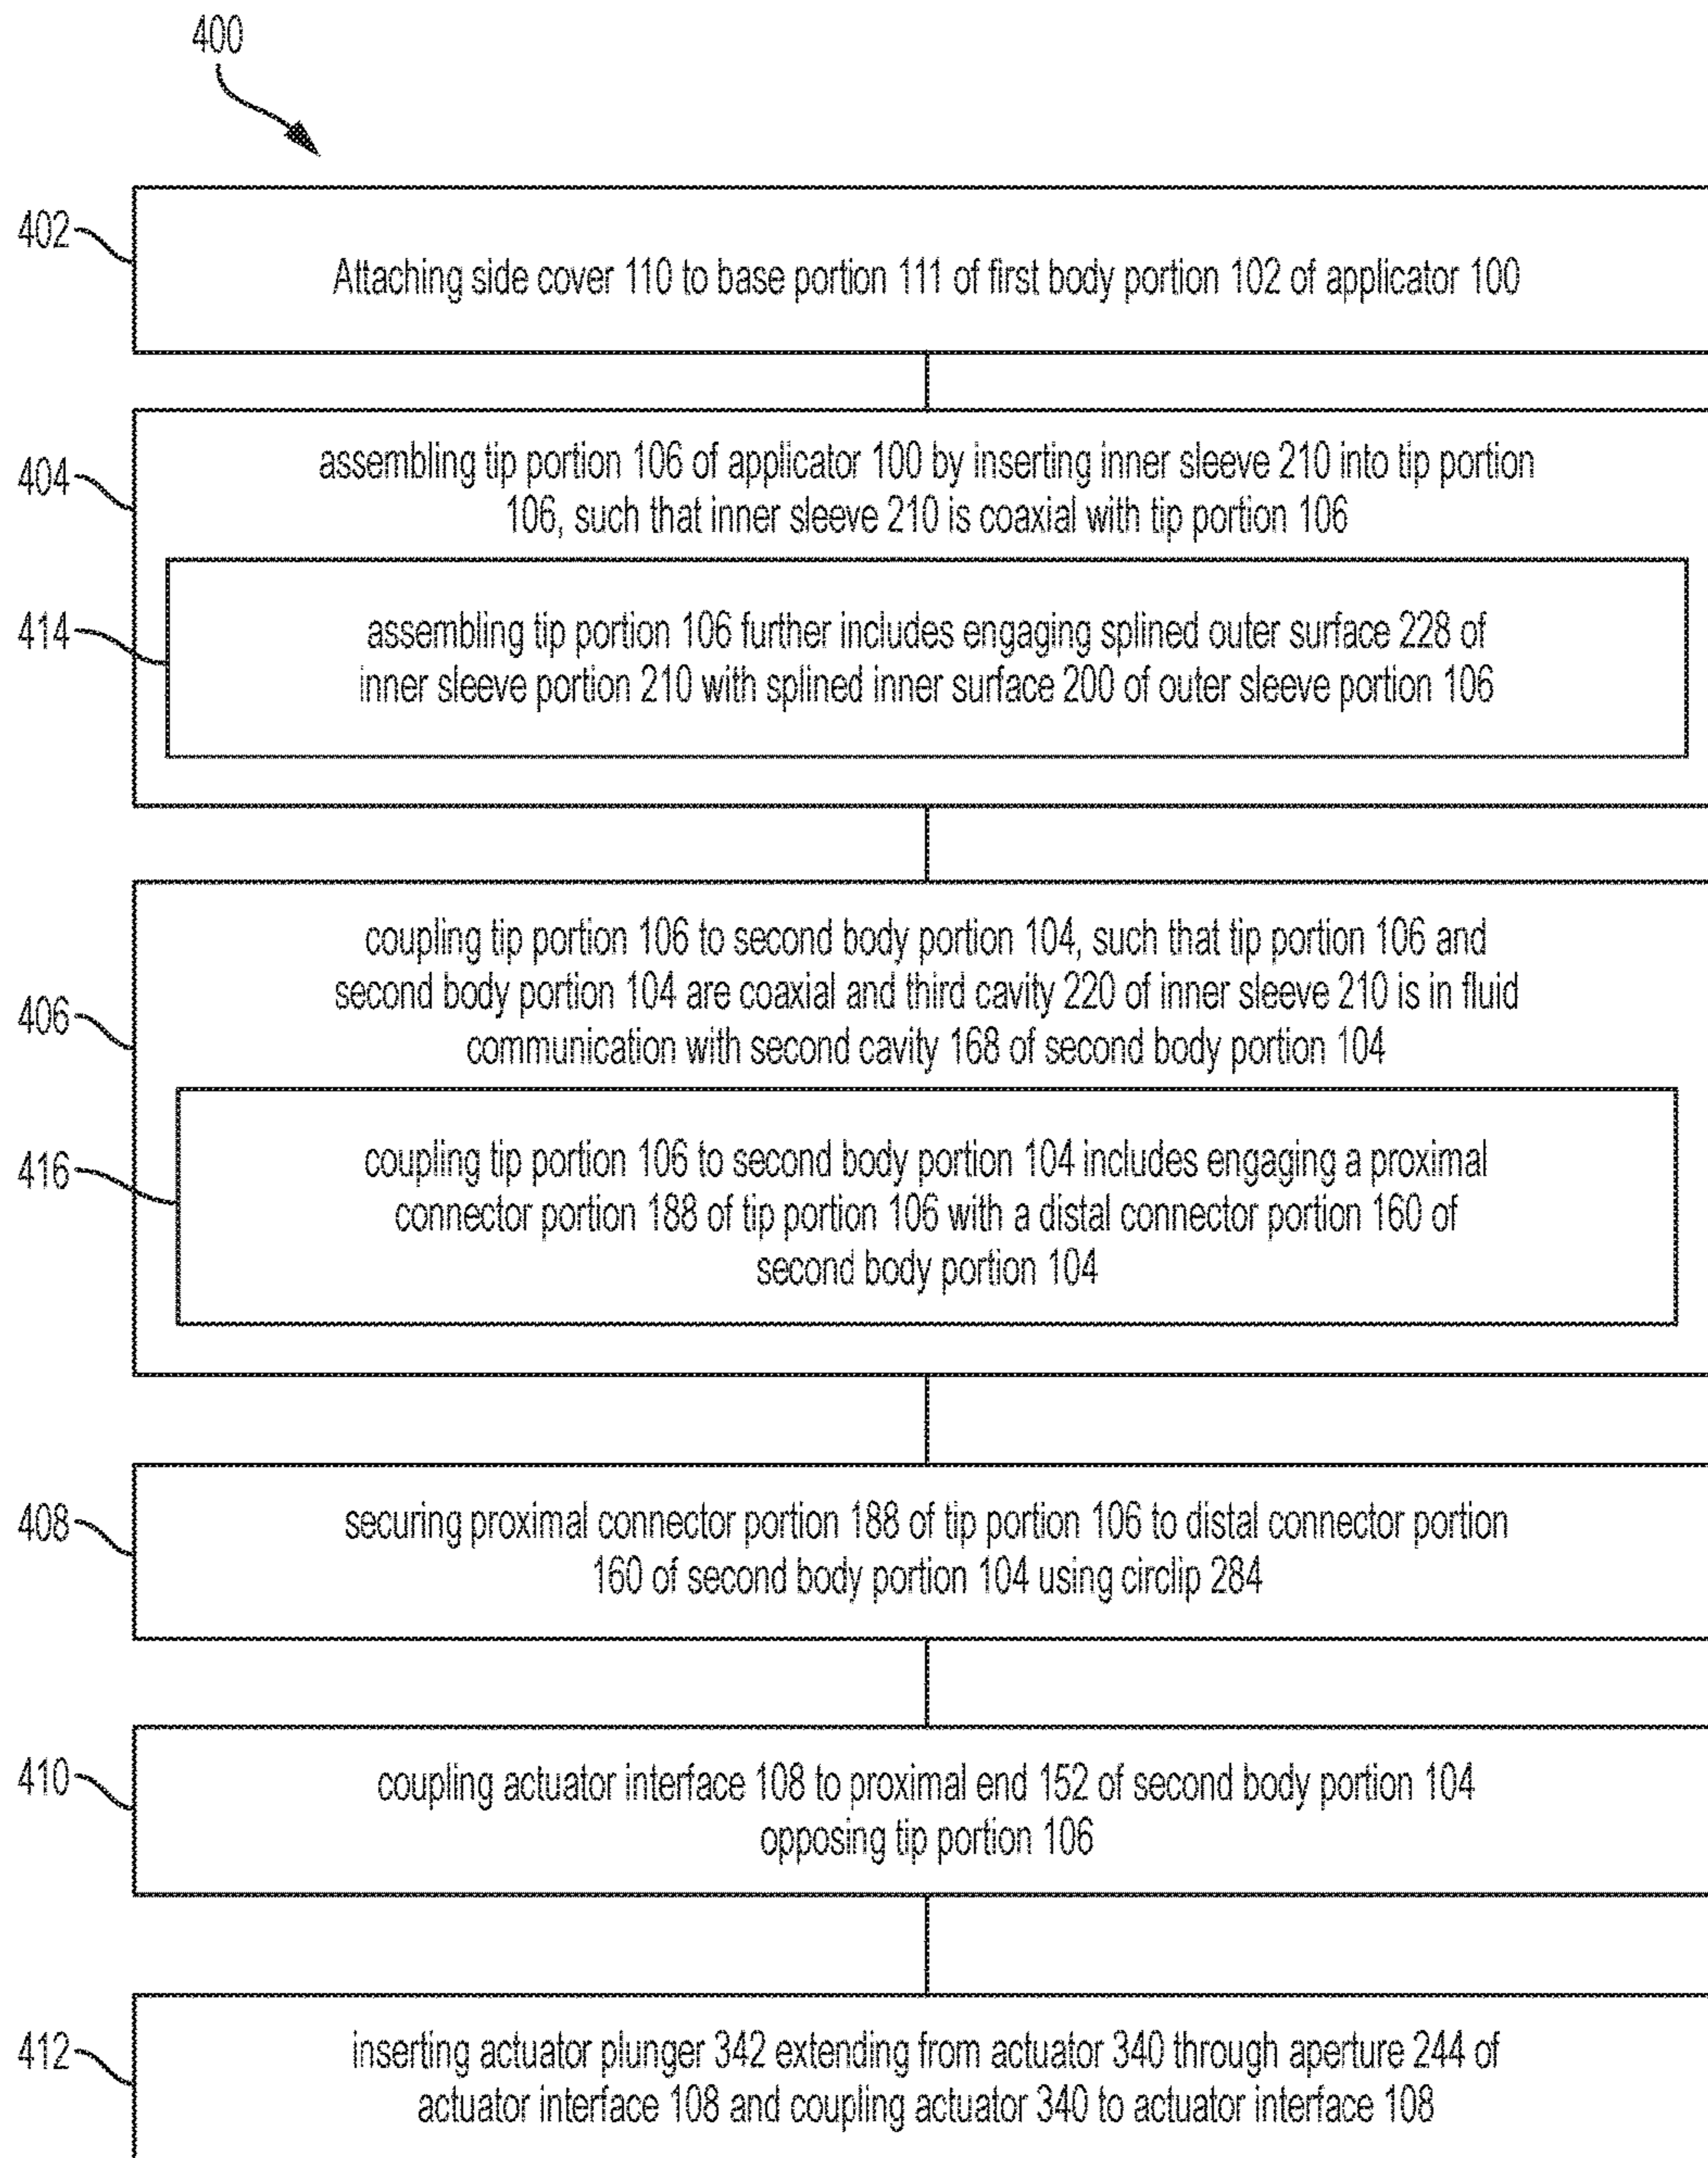 400
402
Attaching side cover 110 to base portion 111 of first body portion 102 of applicator 100
404
assembling tip portion 106 of applicator 100 by inserting inner sleeve 210 into tip portion
106, such that inner sleeve 210 is coaxial with tip portion 106
414
assembling tip portion 106 further includes engaging splined outer surface 228 of
inner sleeve portion 210 with splined inner surface 200 of outer sleeve portion 106
406
coupling tip portion 106 to second body portion 104, such that tip portion 106 and
second body portion 104 are coaxial and third cavity 220 of inner sleeve 210 is in fluid
communication with second cavity 168 of second body portion 104
416
coupling tip portion 106 to second body portion 104 includes engaging a proximal
connector portion 188 of tip portion 106 with a distal connector portion 160 of
second body portion 104
408
securing proximal connector portion 188 of tip portion 106 to distal connector portion
160 of second body portion 104 using circlip 284
410
coupling actuator interface 108 to proximal end 152 of second body portion 104
opposing tip portion 106
412
inserting actuator plunger 342 extending from actuator 340 through aperture 244 of
actuator interface 108 and coupling actuator 340 to actuator interface 108